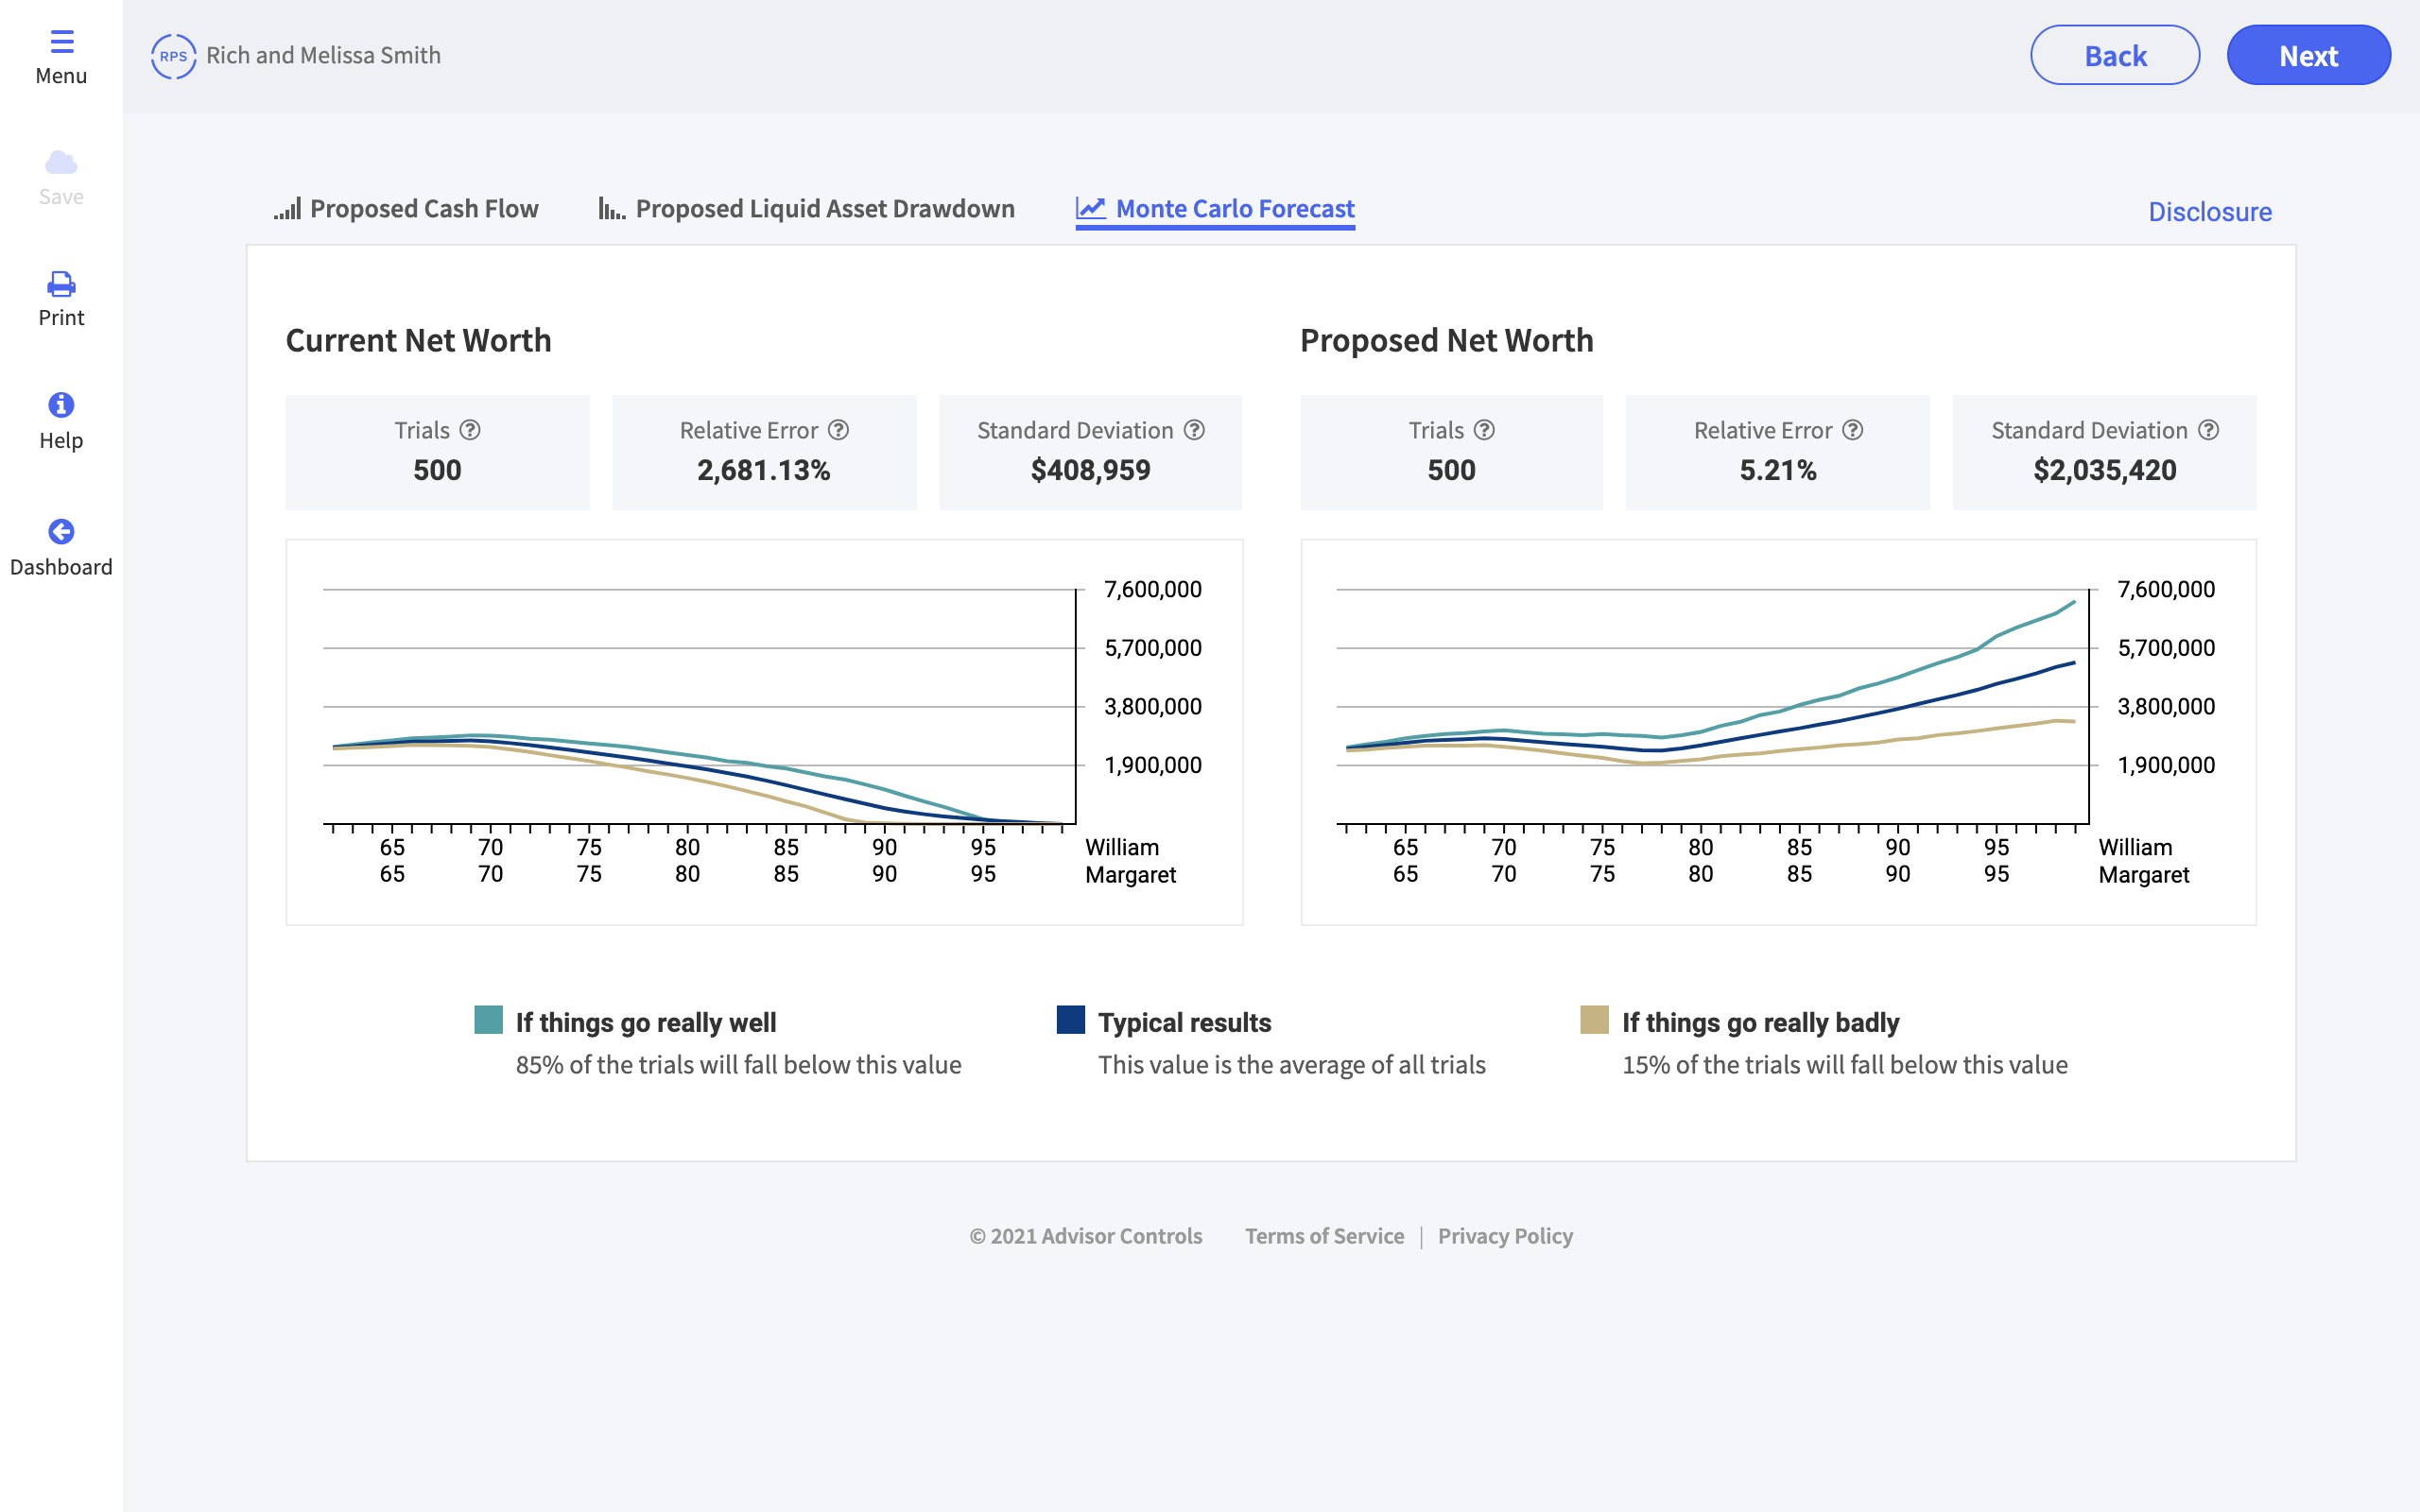 Menu
Save
Print
Help
Dashboard
RPS Rich and Melissa Smith
Back
Next
Proposed Cash Flow
Proposed Liquid Asset Drawdown
Monte Carlo Forecast
Disclosure
Current Net Worth
Trials ?
500
Relative Error ?
2,681.13%
Standard Deviation ?
$408,959
7,600,000
5,700,000
3,800,000
1,900,000
65 70 75 80 85 90 95 William
65 70 75 80 85 90 95 Margaret
Proposed Net Worth
Trials ?
500
Relative Error ?
5.21%
Standard Deviation ?
$2,035,420
7,600,000
5,700,000
3,800,000
1,900,000
65 70 75 80 85 90 95 William
65 70 75 80 85 90 95 Margaret
If things go really well
85% of the trials will fall below this value
Typical results
This value is the average of all trials
If things go really badly
15% of the trials will fall below this value
© 2021 Advisor Controls
Terms of Service | Privacy Policy